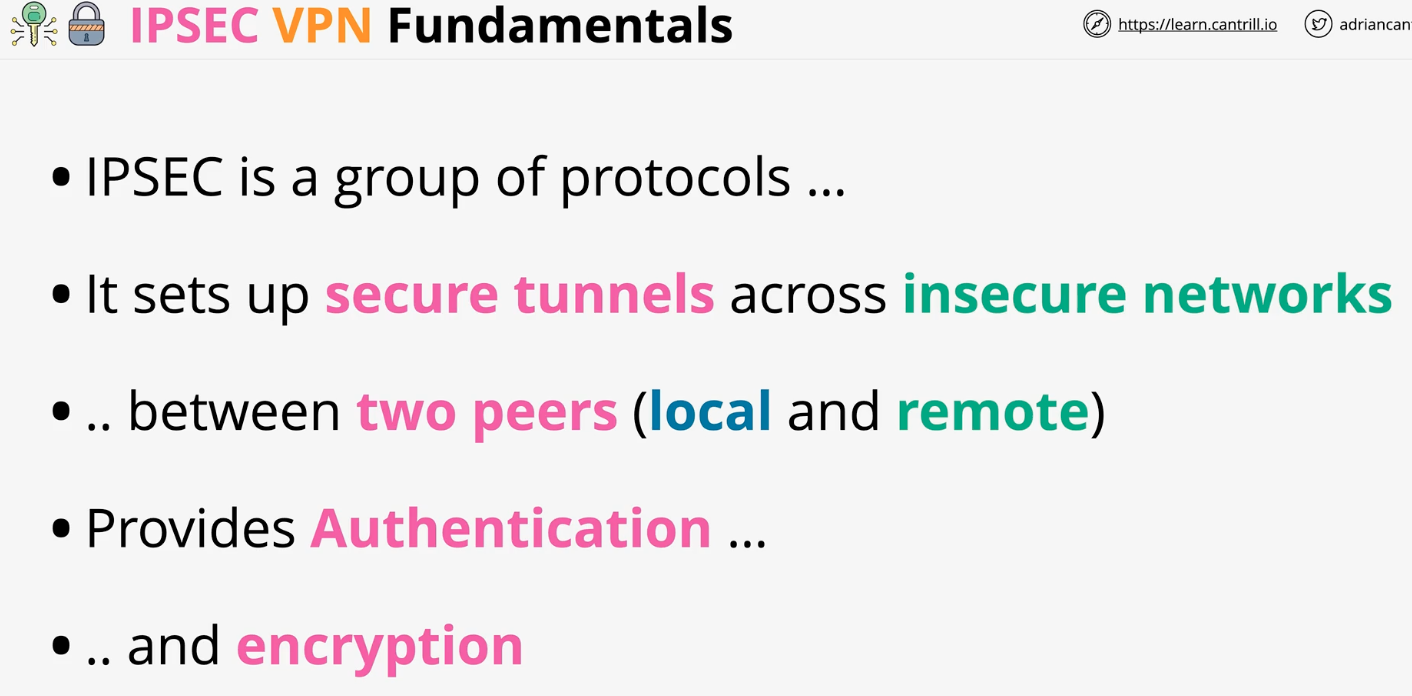 IPSEC VPN Fundamentals
https://learn.cantrill.io
adriancan
• IPSEC is a group of protocols ...
• It sets up secure tunnels across insecure networks
• .. between two peers (local and remote)
• Provides Authentication ...
• .. and encryption